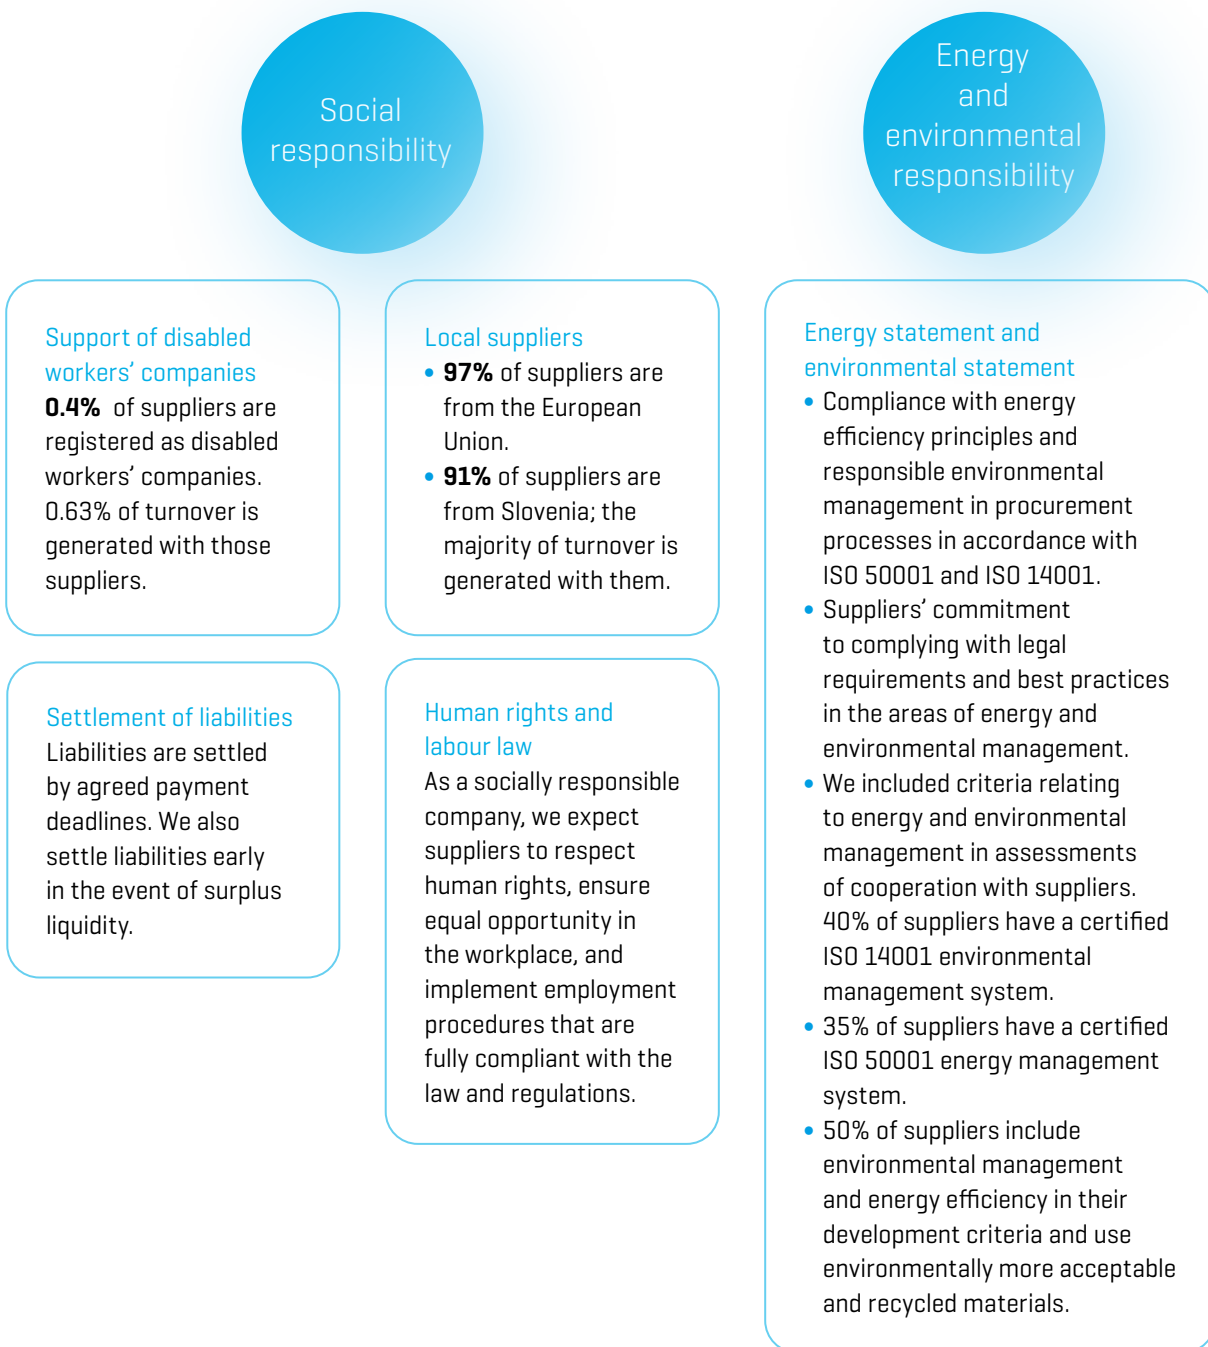 Social
responsibility
Energy
and
environmental
responsibility
Support of disabled
workers’ companies
0.4% of suppliers are
registered as disabled
workers’ companies.
0.63% of turnover is
generated with those
suppliers.
Local suppliers
• 97% of suppliers are
from the European
Union.
• 91% of suppliers are
from Slovenia; the
majority of turnover is
generated with them.
Settlement of liabilities
Liabilities are settled
by agreed payment
deadlines. We also
settle liabilities early
in the event of surplus
liquidity.
Human rights and
labour law
As a socially responsible
company, we expect
suppliers to respect
human rights, ensure
equal opportunity in
the workplace, and
implement employment
procedures that are
fully compliant with the
law and regulations.
Energy statement and
environmental statement
• Compliance with energy
efficiency principles and
responsible environmental
management in procurement
processes in accordance with
ISO 50001 and ISO 14001.
• Suppliers’ commitment
to complying with legal
requirements and best practices
in the areas of energy and
environmental management.
• We included criteria relating
to energy and environmental
management in assessments
of cooperation with suppliers.
40% of suppliers have a certified
ISO 14001 environmental
management system.
• 35% of suppliers have a certified
ISO 50001 energy management
system.
• 50% of suppliers include
environmental management
and energy efficiency in their
development criteria and use
environmentally more acceptable
and recycled materials.